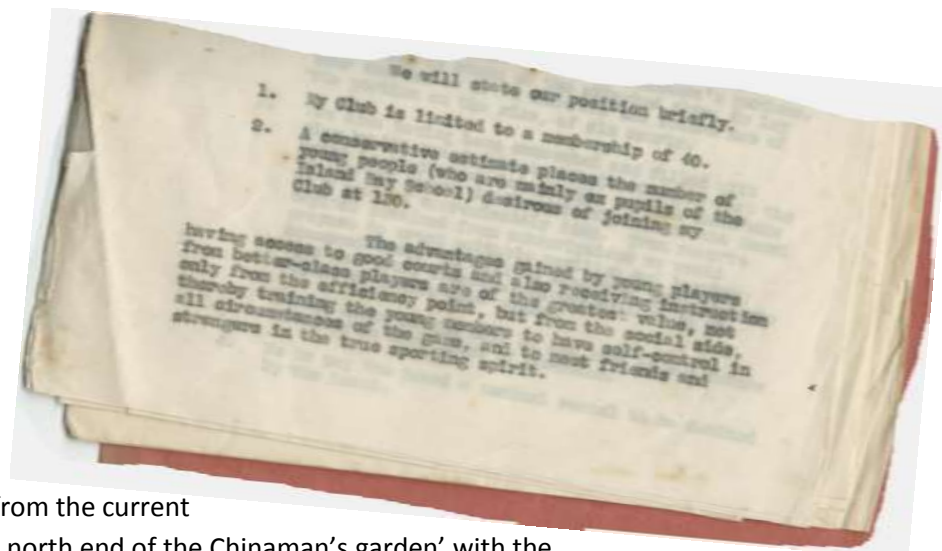 We will state our position briefly.
1. My Club is limited to a membership of 40.
2. A conservative estimate places the number of
young people (who are mainly ex pupils of the
Island Bay School) desirous of joining my
Club at 130.
The advantages gained by young players
having access to good courts and also receiving instruction
from better-class players are of the greatest value, not
only from the efficiency point, but from the social side,
thereby training the young members to have self-control in
all circumstances of the game, and to meet friends and
strangers in the true sporting spirit.
from the current
north end of the Chinaman’s garden’ with the